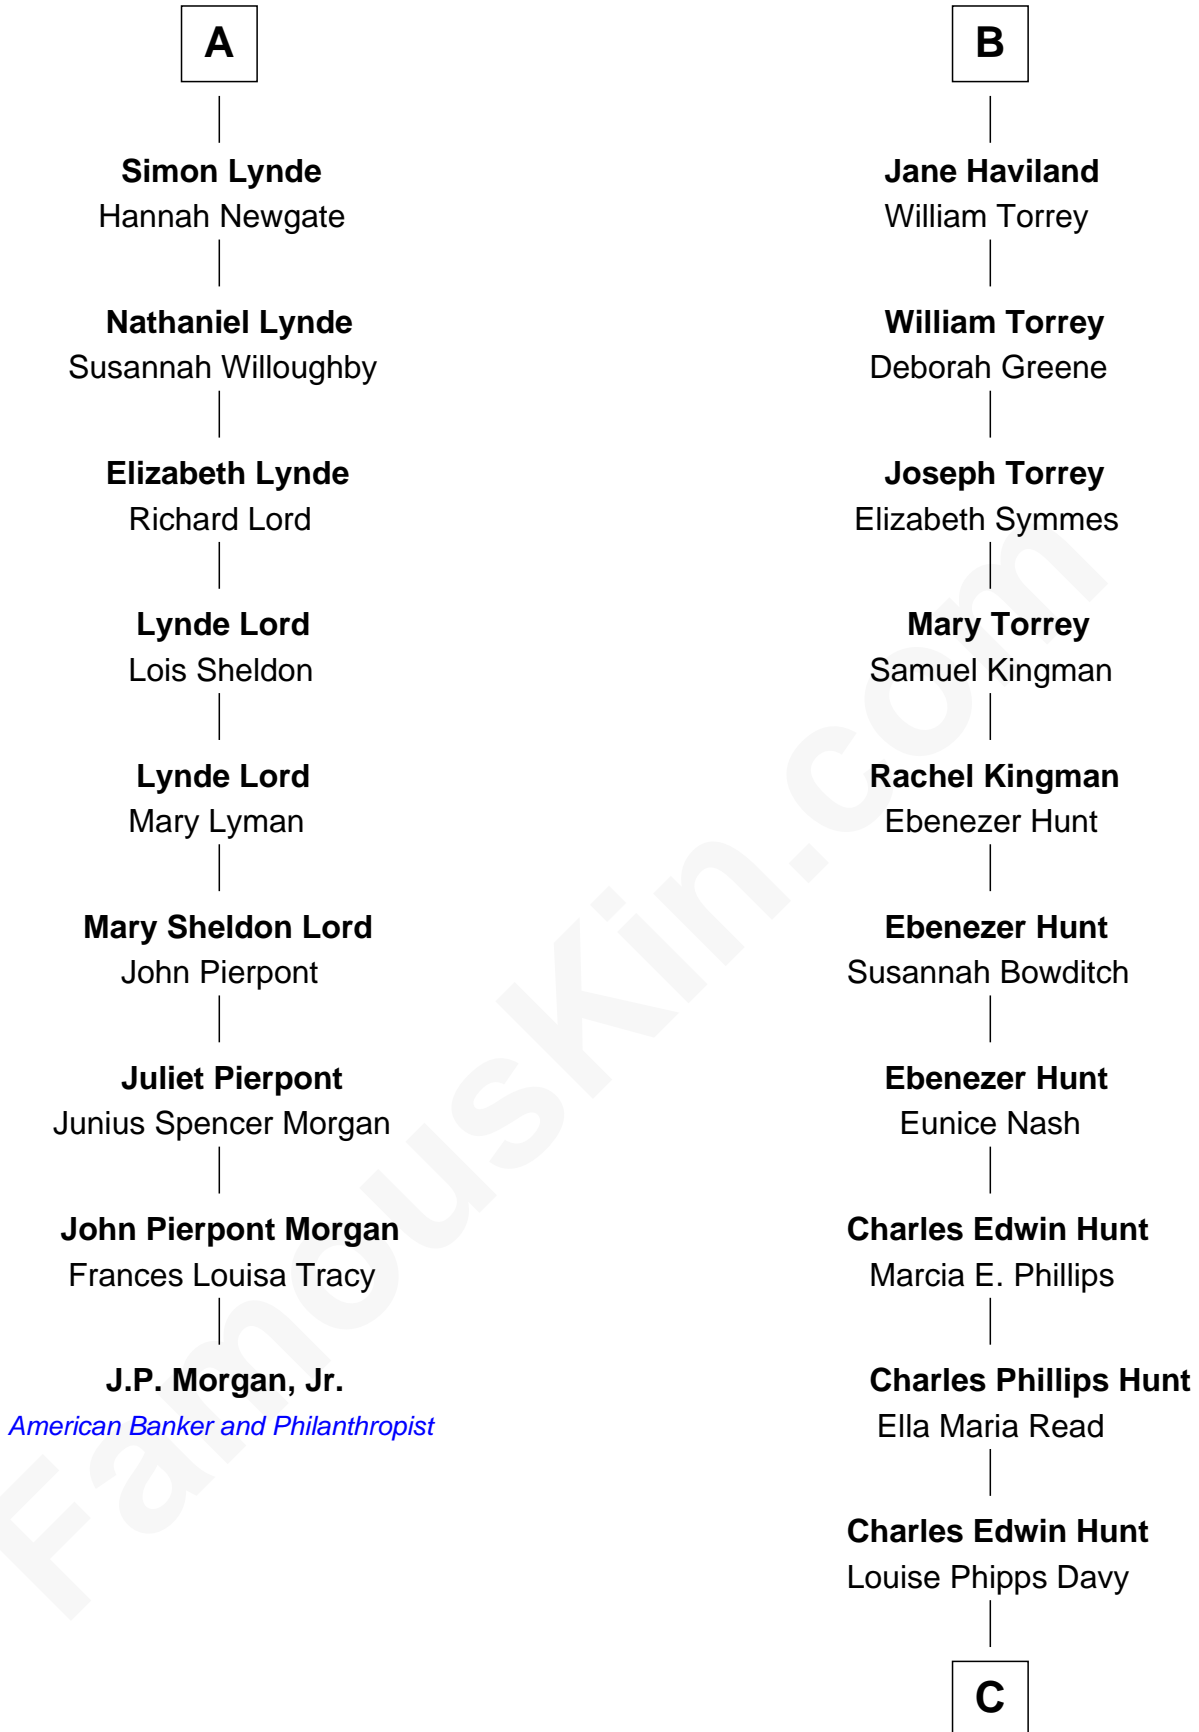 A
Simon Lynde
Hannah Newgate
Nathaniel Lynde
Susannah Willoughby
Elizabeth Lynde
Richard Lord
Lynde Lord
Lois Sheldon
Lynde Lord
Mary Lyman
Mary Sheldon Lord
John Pierpont
Juliet Pierpont
Junius Spencer Morgan
John Pierpont Morgan
Frances Louisa Tracy
J.P. Morgan, Jr.
American Banker and Philanthropist
B
Jane Haviland
William Torrey
William Torrey
Deborah Greene
Joseph Torrey
Elizabeth Symmes
Mary Torrey
Samuel Kingman
Rachel Kingman
Ebenezer Hunt
Ebenezer Hunt
Susannah Bowditch
Ebenezer Hunt
Eunice Nash
Charles Edwin Hunt
Marcia E. Phillips
Charles Phillips Hunt
Ella Maria Read
Charles Edwin Hunt
Louise Phipps Davy
C
FamousKin.com